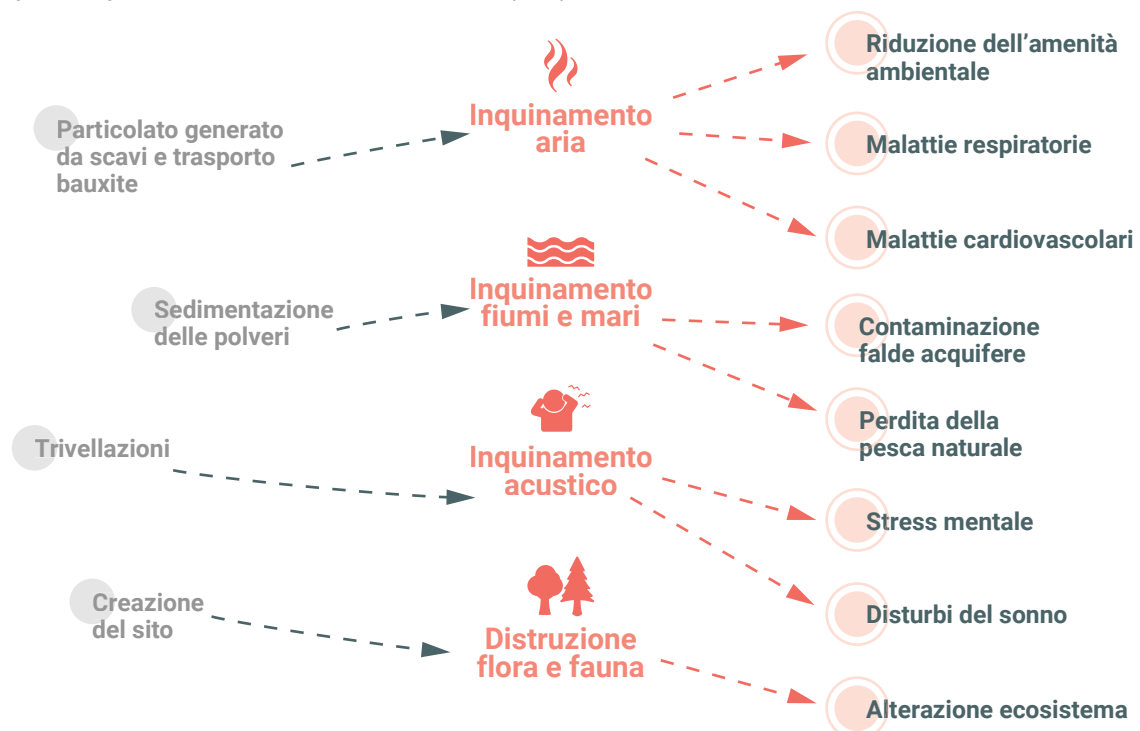 Particolato generato
da scavi e trasporto
bauxite
Inquinamento
aria
Riduzione dell’amenità
ambientale
Malattie respiratorie
Malattie cardiovascolari
Sedimentazione
delle polveri
Inquinamento
fiumi e mari
Contaminazione
falde acquifere
Perdita della
pesca naturale
Trivellazioni
Inquinamento
acustico
Stress mentale
Disturbi del sonno
Creazione
del sito
Distruzione
flora e fauna
Alterazione ecosistema